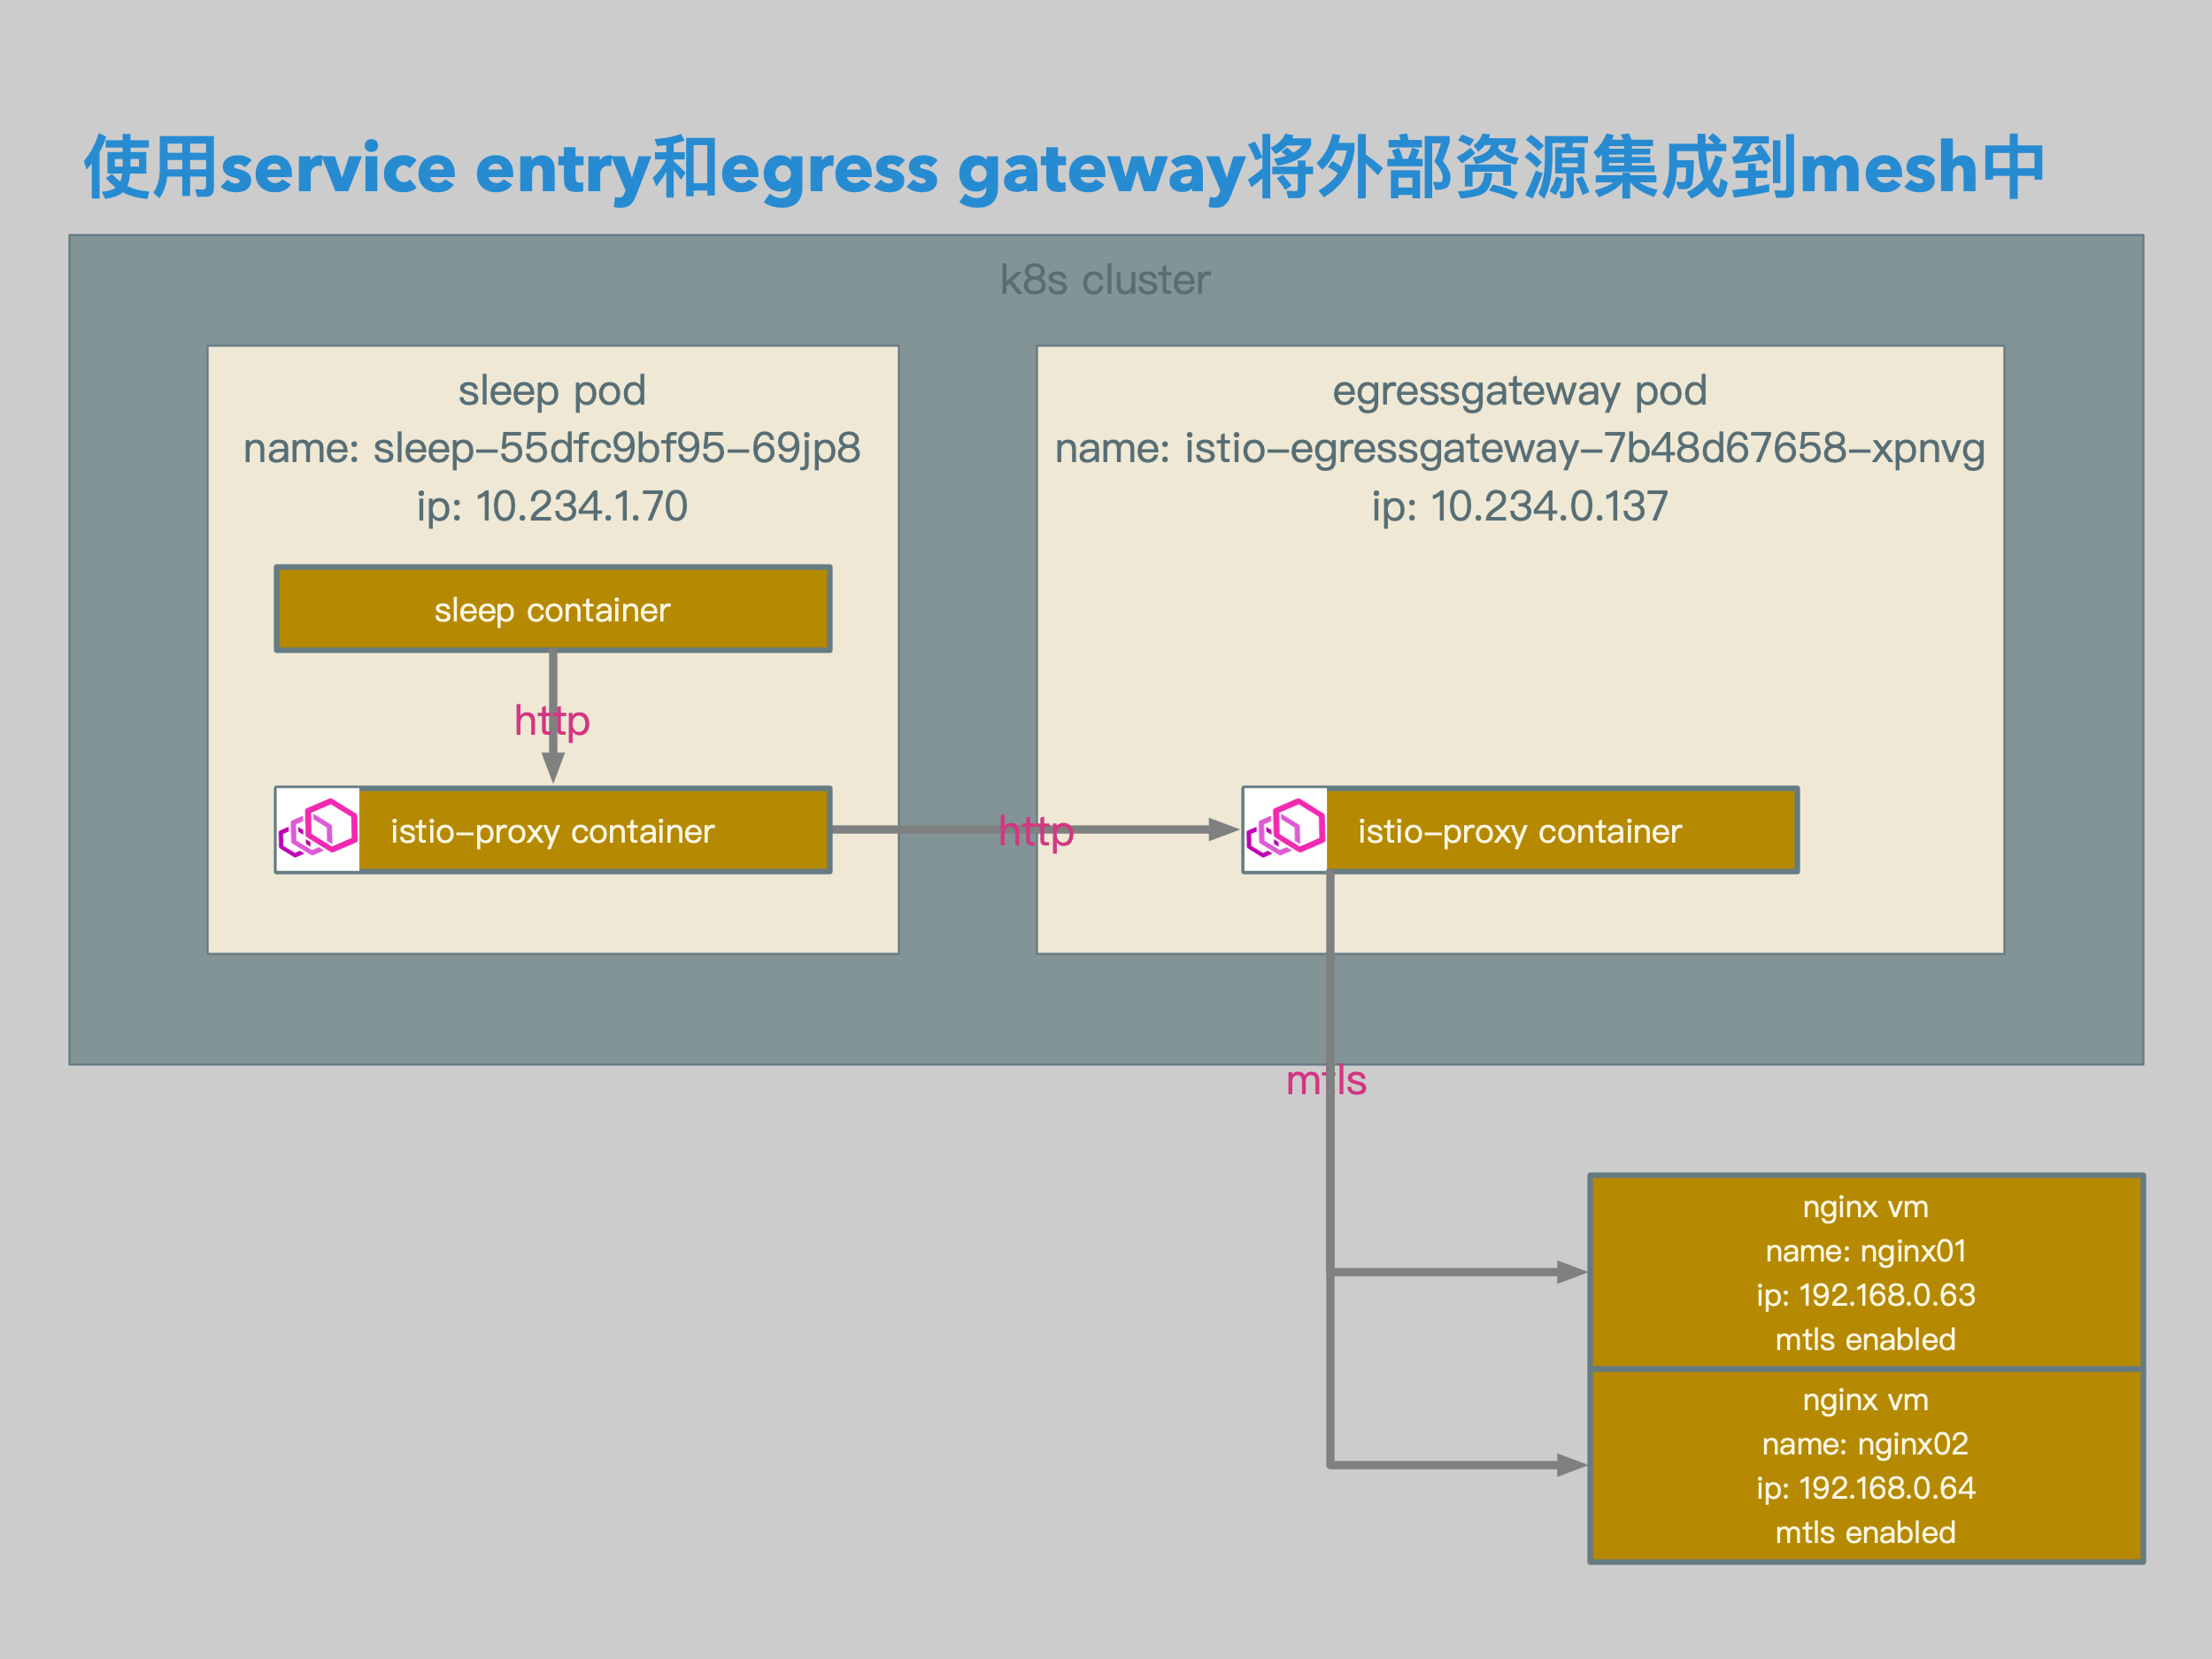 使用service entry和egress gateway将外部资源集成到mesh中
k8s cluster
sleep pod
name: sleep-55dfc9bf95-69jp8
ip: 10.234.1.70
sleep container
http
istio-proxy container
http
egressgateway pod
name: istio-egressgateway-7b48d67658-xpnvg
ip: 10.234.0.137
istio-proxy container
mtls
nginx vm
name: nginx01
ip: 192.168.0.63
mtls enabled
nginx vm
name: nginx02
ip: 192.168.0.64
mtls enabled